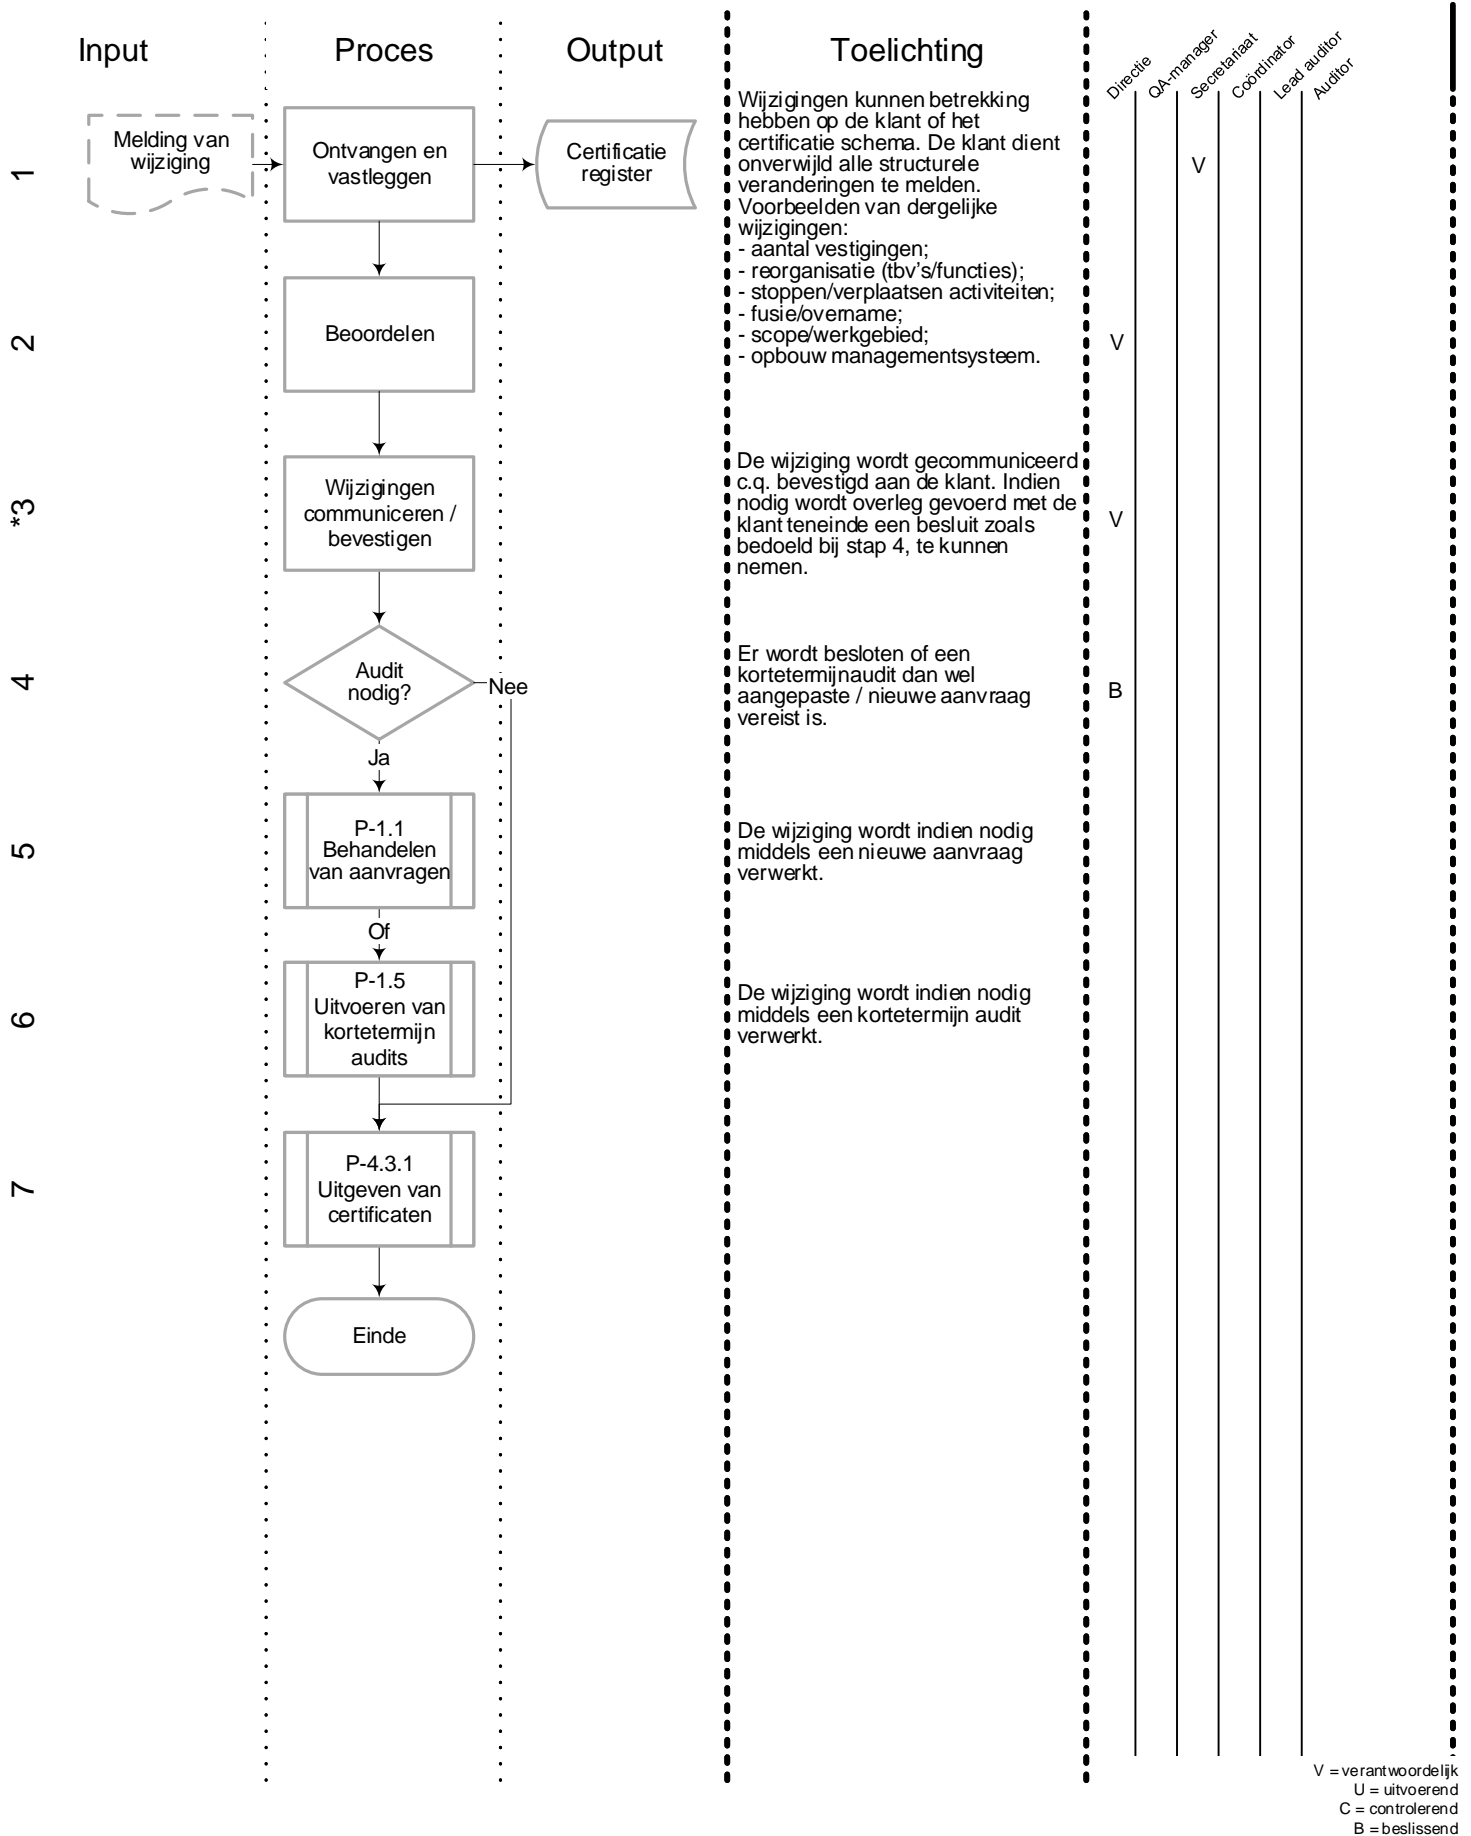 Input
Proces
Output
Toelichting
Directie
QA-manager
Secretariaat
Coördinator
Lead auditor
Auditor
1
Melding van
wijziging
Ontvangen en
vastleggen
Certificatie
register
Wijzigingen kunnen betrekking
hebben op de klant of het
certificatie schema. De klant dient
onverwijld alle structurele
veranderingen te melden.
Voorbeelden van dergelijke
wijzigingen:
- aantal vestigingen;
- reorganisatie (tbv's/functies);
- stoppen/verplaatsen activiteiten;
- fusie/overname;
- scope/werkgebied;
- opbouw managementsysteem.
V
2
Beoordelen
V
*3
Wijzigingen
communiceren /
bevestigen
De wijziging wordt gecommuniceerd
c.q. bevestigd aan de klant. Indien
nodig wordt overleg gevoerd met de
klant teneinde een besluit zoals
bedoeld bij stap 4, te kunnen
nemen.
V
4
Audit
nodig?
Nee
Er wordt besloten of een
kortetermijnaudit dan wel
aangepaste / nieuwe aanvraag
vereist is.
B
Ja
5
P-1.1
Behandelen
van aanvragen
De wijziging wordt indien nodig
middels een nieuwe aanvraag
verwerkt.
Of
6
P-1.5
Uitvoeren van
kortetermijn
audits
De wijziging wordt indien nodig
middels een kortetermijn audit
verwerkt.
7
P-4.3.1
Uitgeven van
certificaten
Einde
V = verantwoordelijk
U = uitvoerend
C = controlerend
B = beslissend